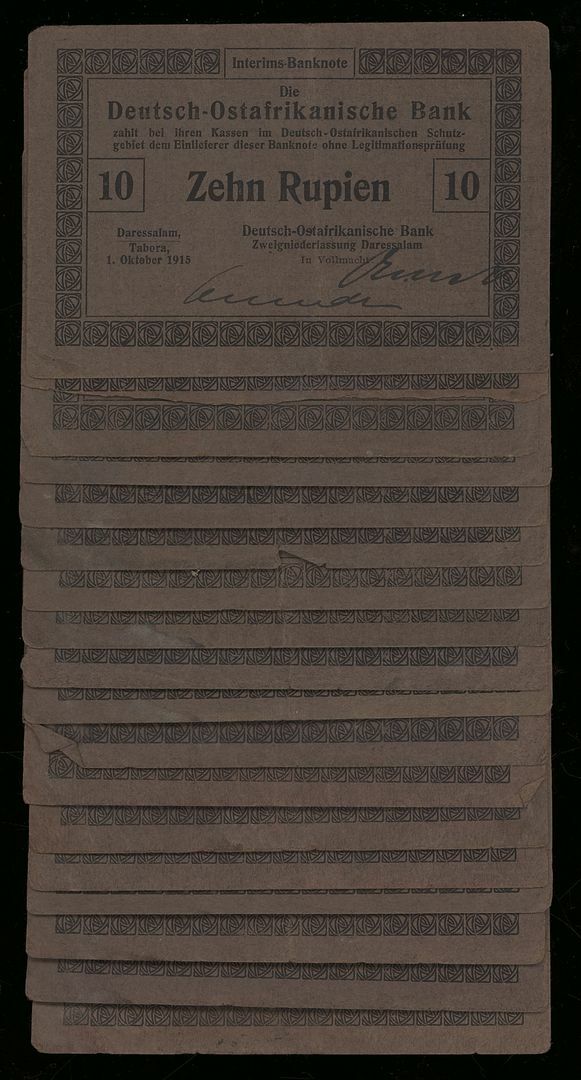 Interims-Banknote
Die
Deutsch-Ostafrikanische Bank
zahlt bei ihren Kassen im Deutsch-Ostafrikanischen Schutz-
gebiet dem Einlieferer dieser Banknote ohne Legitimationsprüfung
10 Zehn Rupien 10
Daressalam,
Tabora,
1. Oktober 1915
Deutsch-Ostafrikanische Bank
Zweigniederlassung Daressalam
In Vollmacht